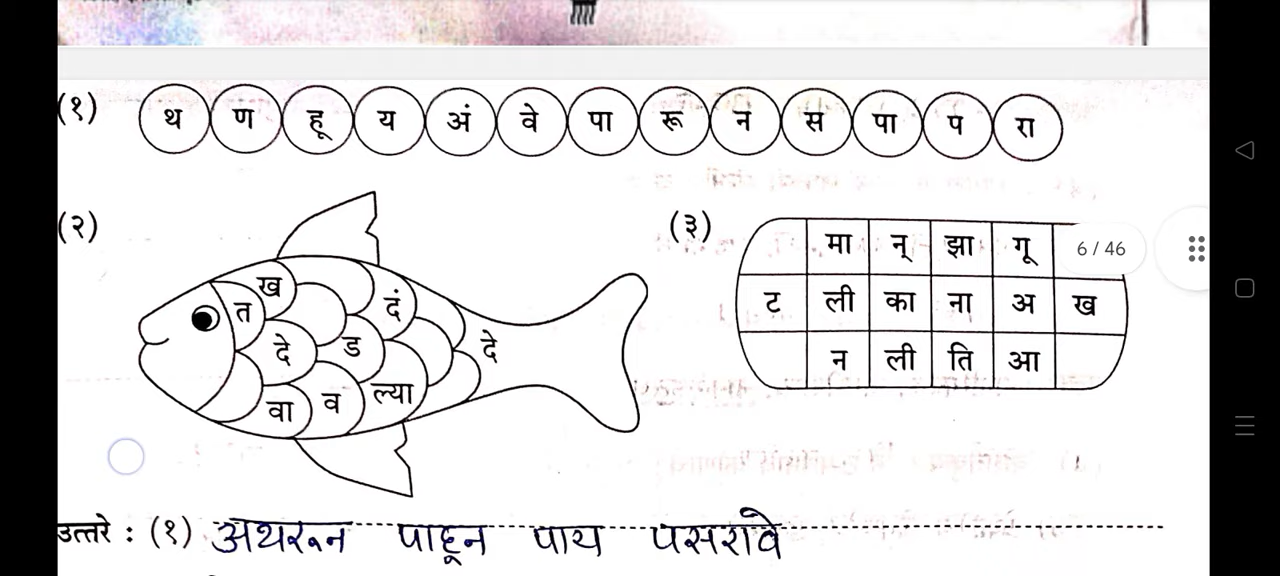 (१) थ ण हू य अं वे पा रू न स पा प रा
(२)
ख
त
दं
दे
ड
दे
वा
व
ल्या
(३)
मा न् झा गू
ट ली का ना अ ख
न ली ति आ
6 / 46
उत्तरे : (१) अथरून पाहून पाय पसरावे